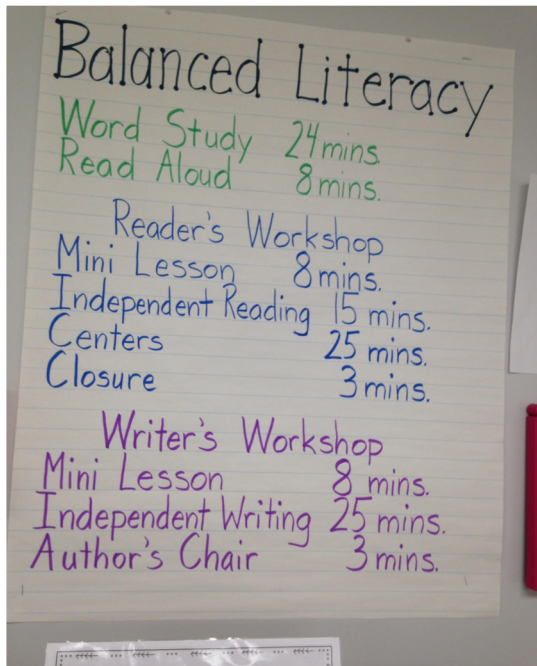 Balanced Literacy
Word Study 24 mins.
Read Aloud 8 mins.
Reader's Workshop
Mini Lesson 8 mins.
Independent Reading 15 mins.
Centers 25 mins.
Closure 3 mins.
Writer's Workshop
Mini Lesson 8 mins.
Independent Writing 25 mins.
Author's Chair 3 mins.